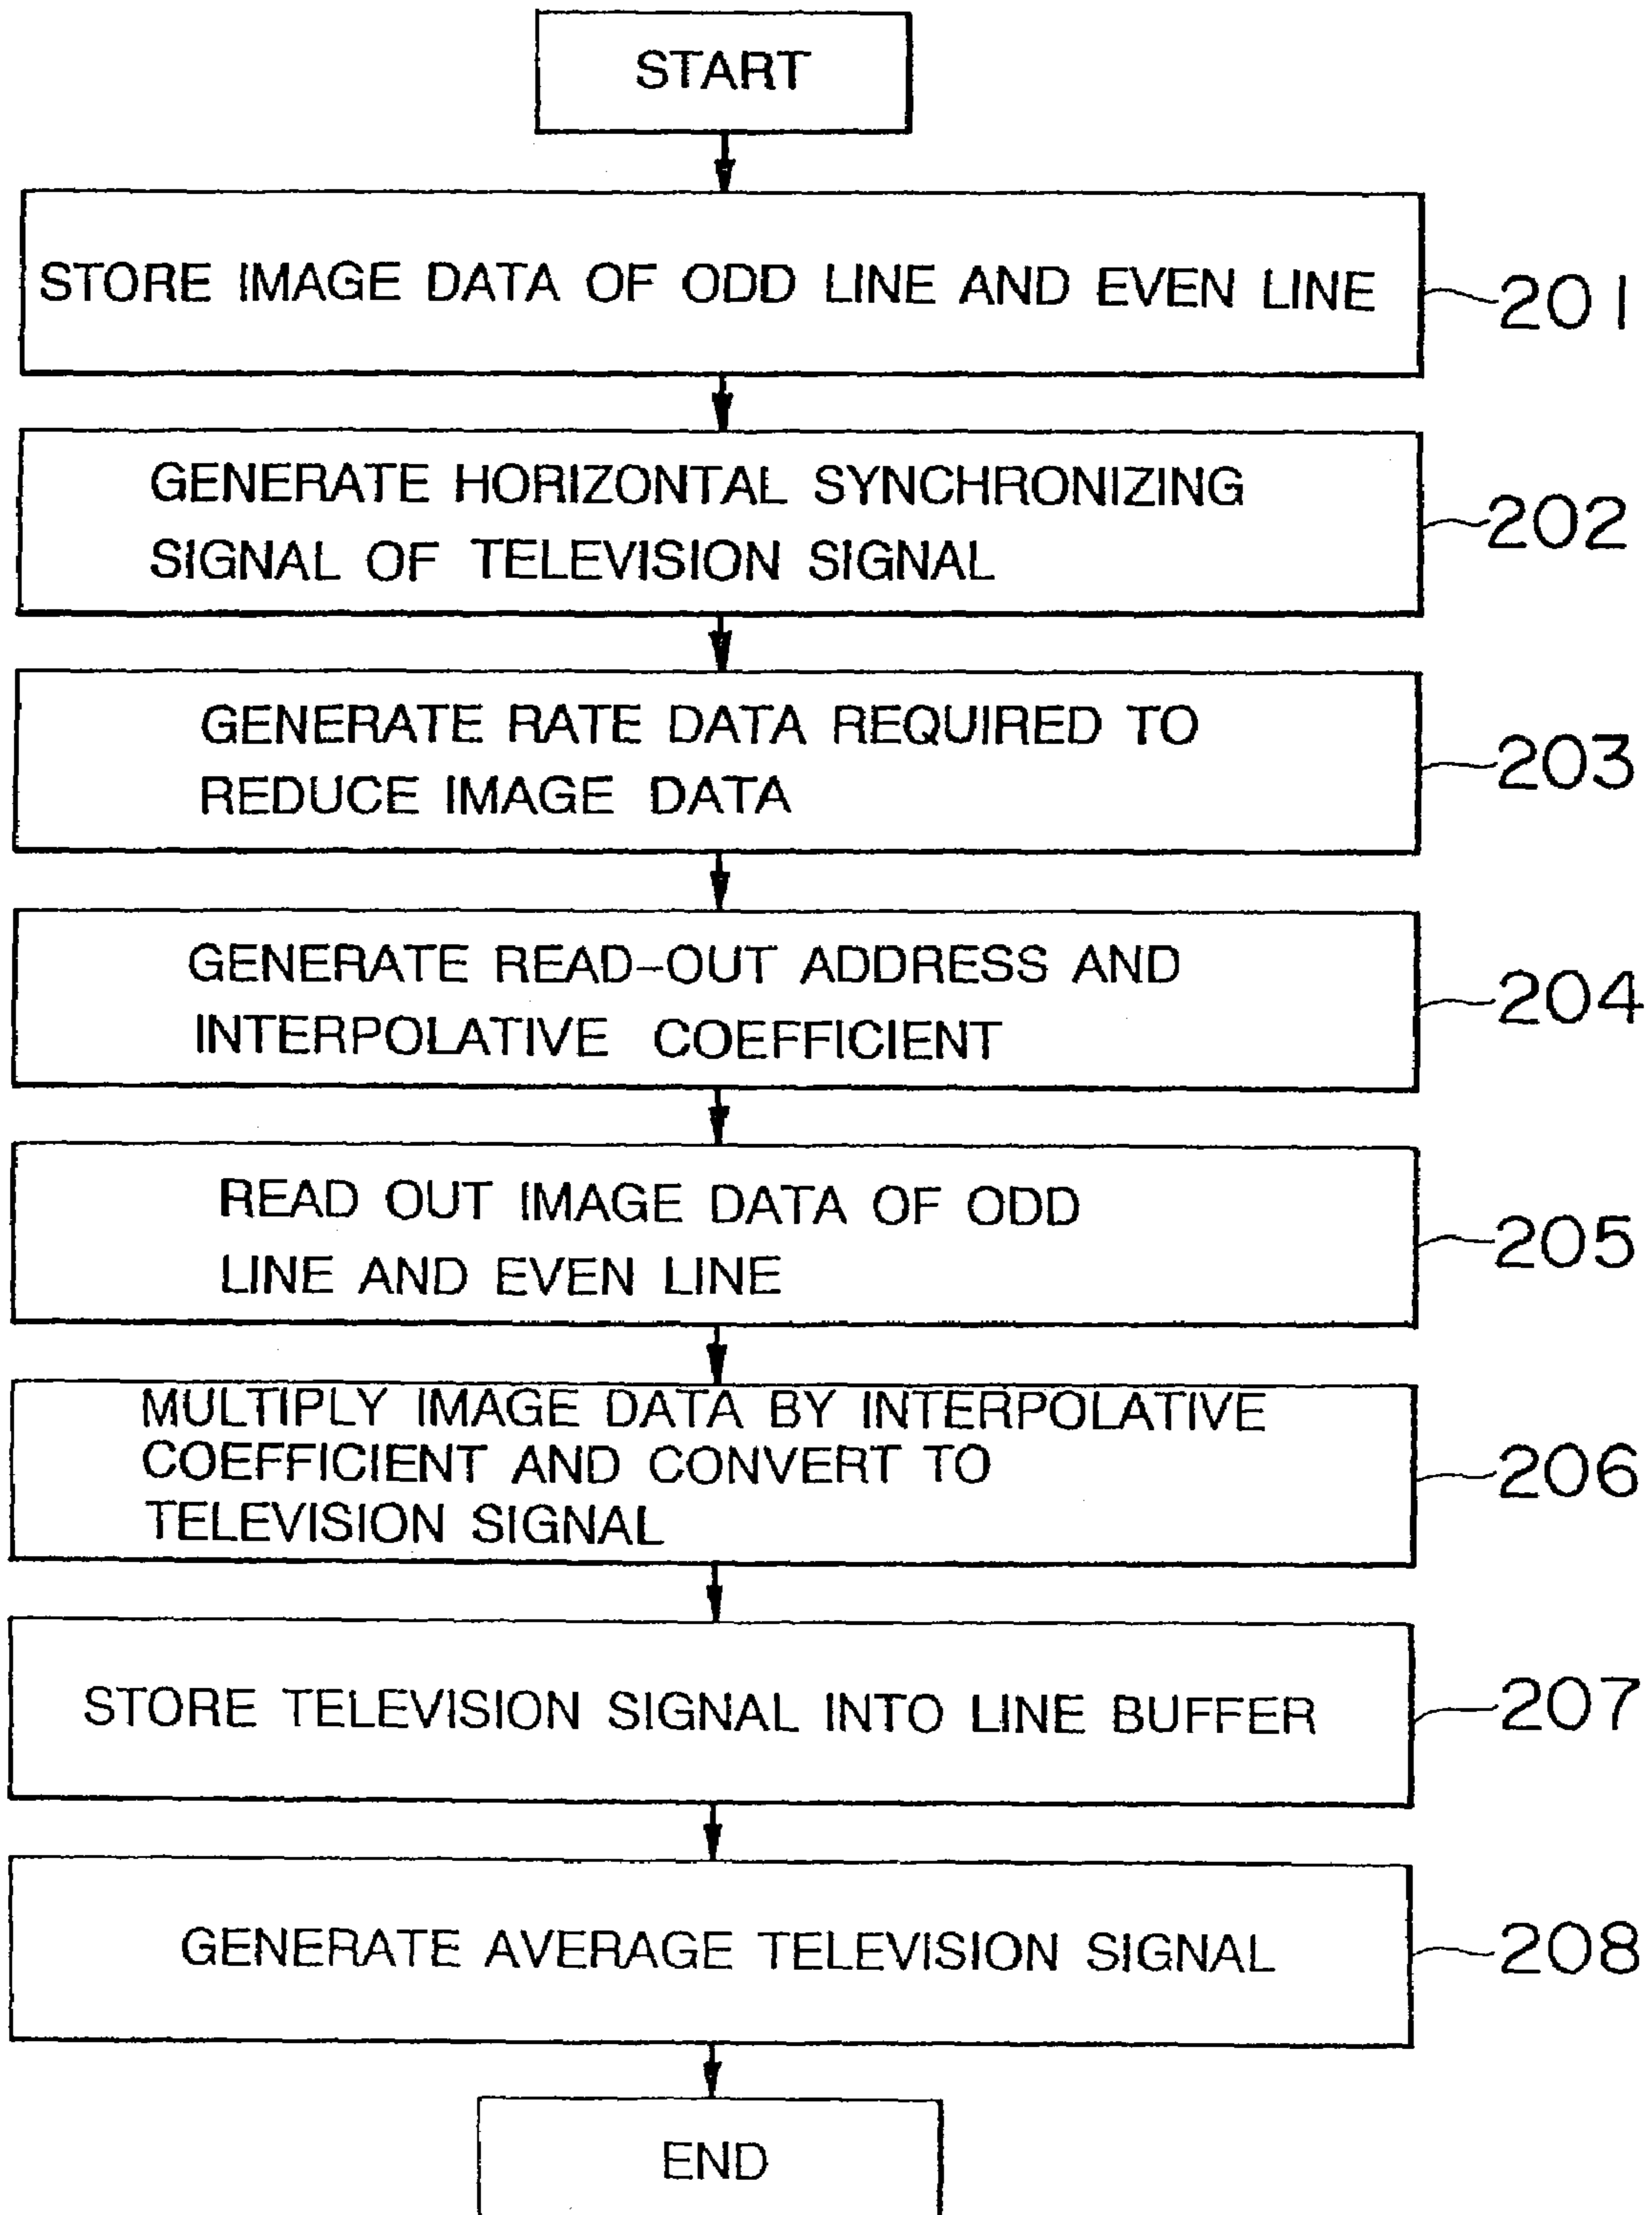 START
STORE IMAGE DATA OF ODD LINE AND EVEN LINE
201
GENERATE HORIZONTAL SYNCHRONIZING
SIGNAL OF TELEVISION SIGNAL
202
GENERATE RATE DATA REQUIRED TO
REDUCE IMAGE DATA
203
GENERATE READ-OUT ADDRESS AND
INTERPOLATIVE COEFFICIENT
204
READ OUT IMAGE DATA OF ODD
LINE AND EVEN LINE
205
MULTIPLY IMAGE DATA BY INTERPOLATIVE
COEFFICIENT AND CONVERT TO
TELEVISION SIGNAL
206
STORE TELEVISION SIGNAL INTO LINE BUFFER
207
GENERATE AVERAGE TELEVISION SIGNAL
208
END